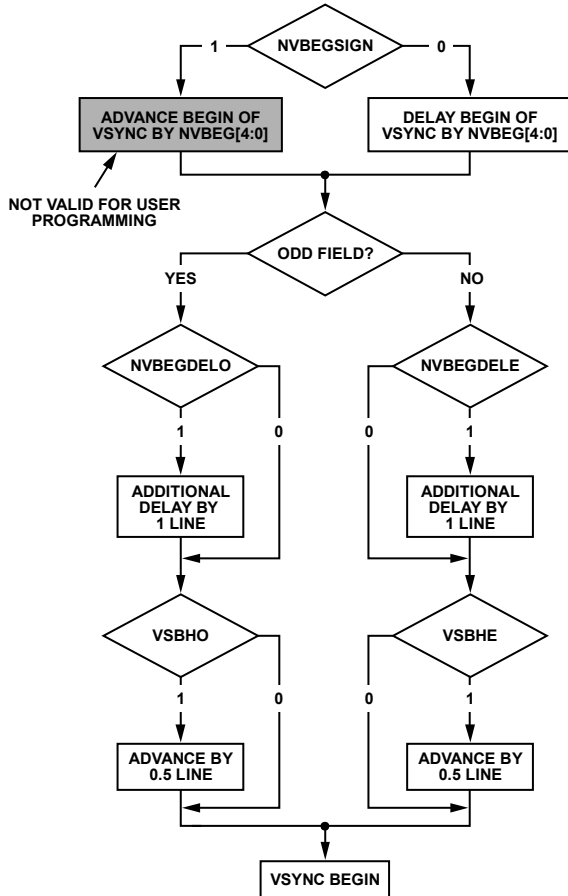 NVBEGSIGN
1
0
ADVANCE BEGIN OF
VSYNC BY NVBEG[4:0]
DELAY BEGIN OF
VSYNC BY NVBEG[4:0]
NOT VALID FOR USER
PROGRAMMING
ODD FIELD?
YES
NO
NVBEGDELO
NVBEGDELE
1
0
0
1
ADDITIONAL
DELAY BY
1 LINE
ADDITIONAL
DELAY BY
1 LINE
VSBHO
VSBHE
1
0
0
1
ADVANCE BY
0.5 LINE
ADVANCE BY
0.5 LINE
VSYNC BEGIN